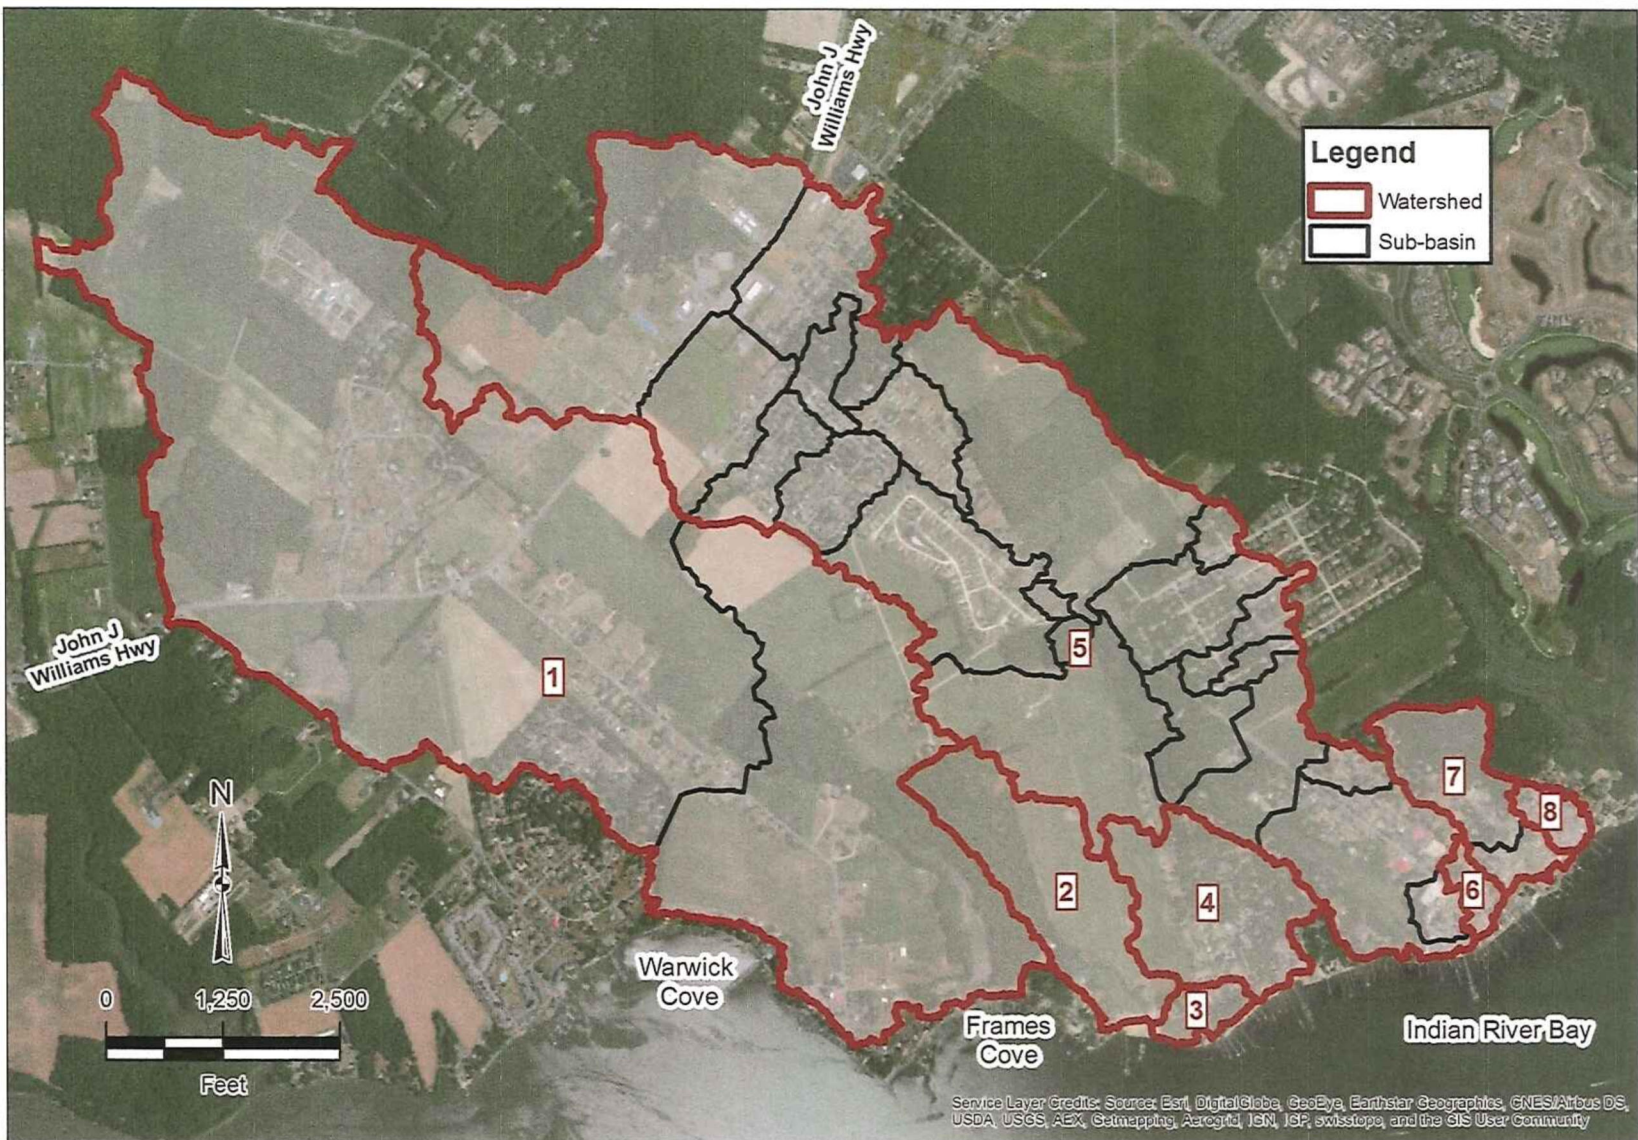 John J
Williams Hwy
Legend
Watershed
Sub-basin
John J
Williams Hwy
1
5
7
8
2
4
6
3
N
0 1,250 2,500
Feet
Warwick
Cove
Frames
Cove
Indian River Bay
Service Layer Credits: Source: Esri, DigitalGlobe, GeoEye, Earthstar Geographics, CNES/Airbus DS,
USDA, USGS, AEX, Getmapping, Aerogrid, IGN, IGP, swisstopo, and the GIS User Community